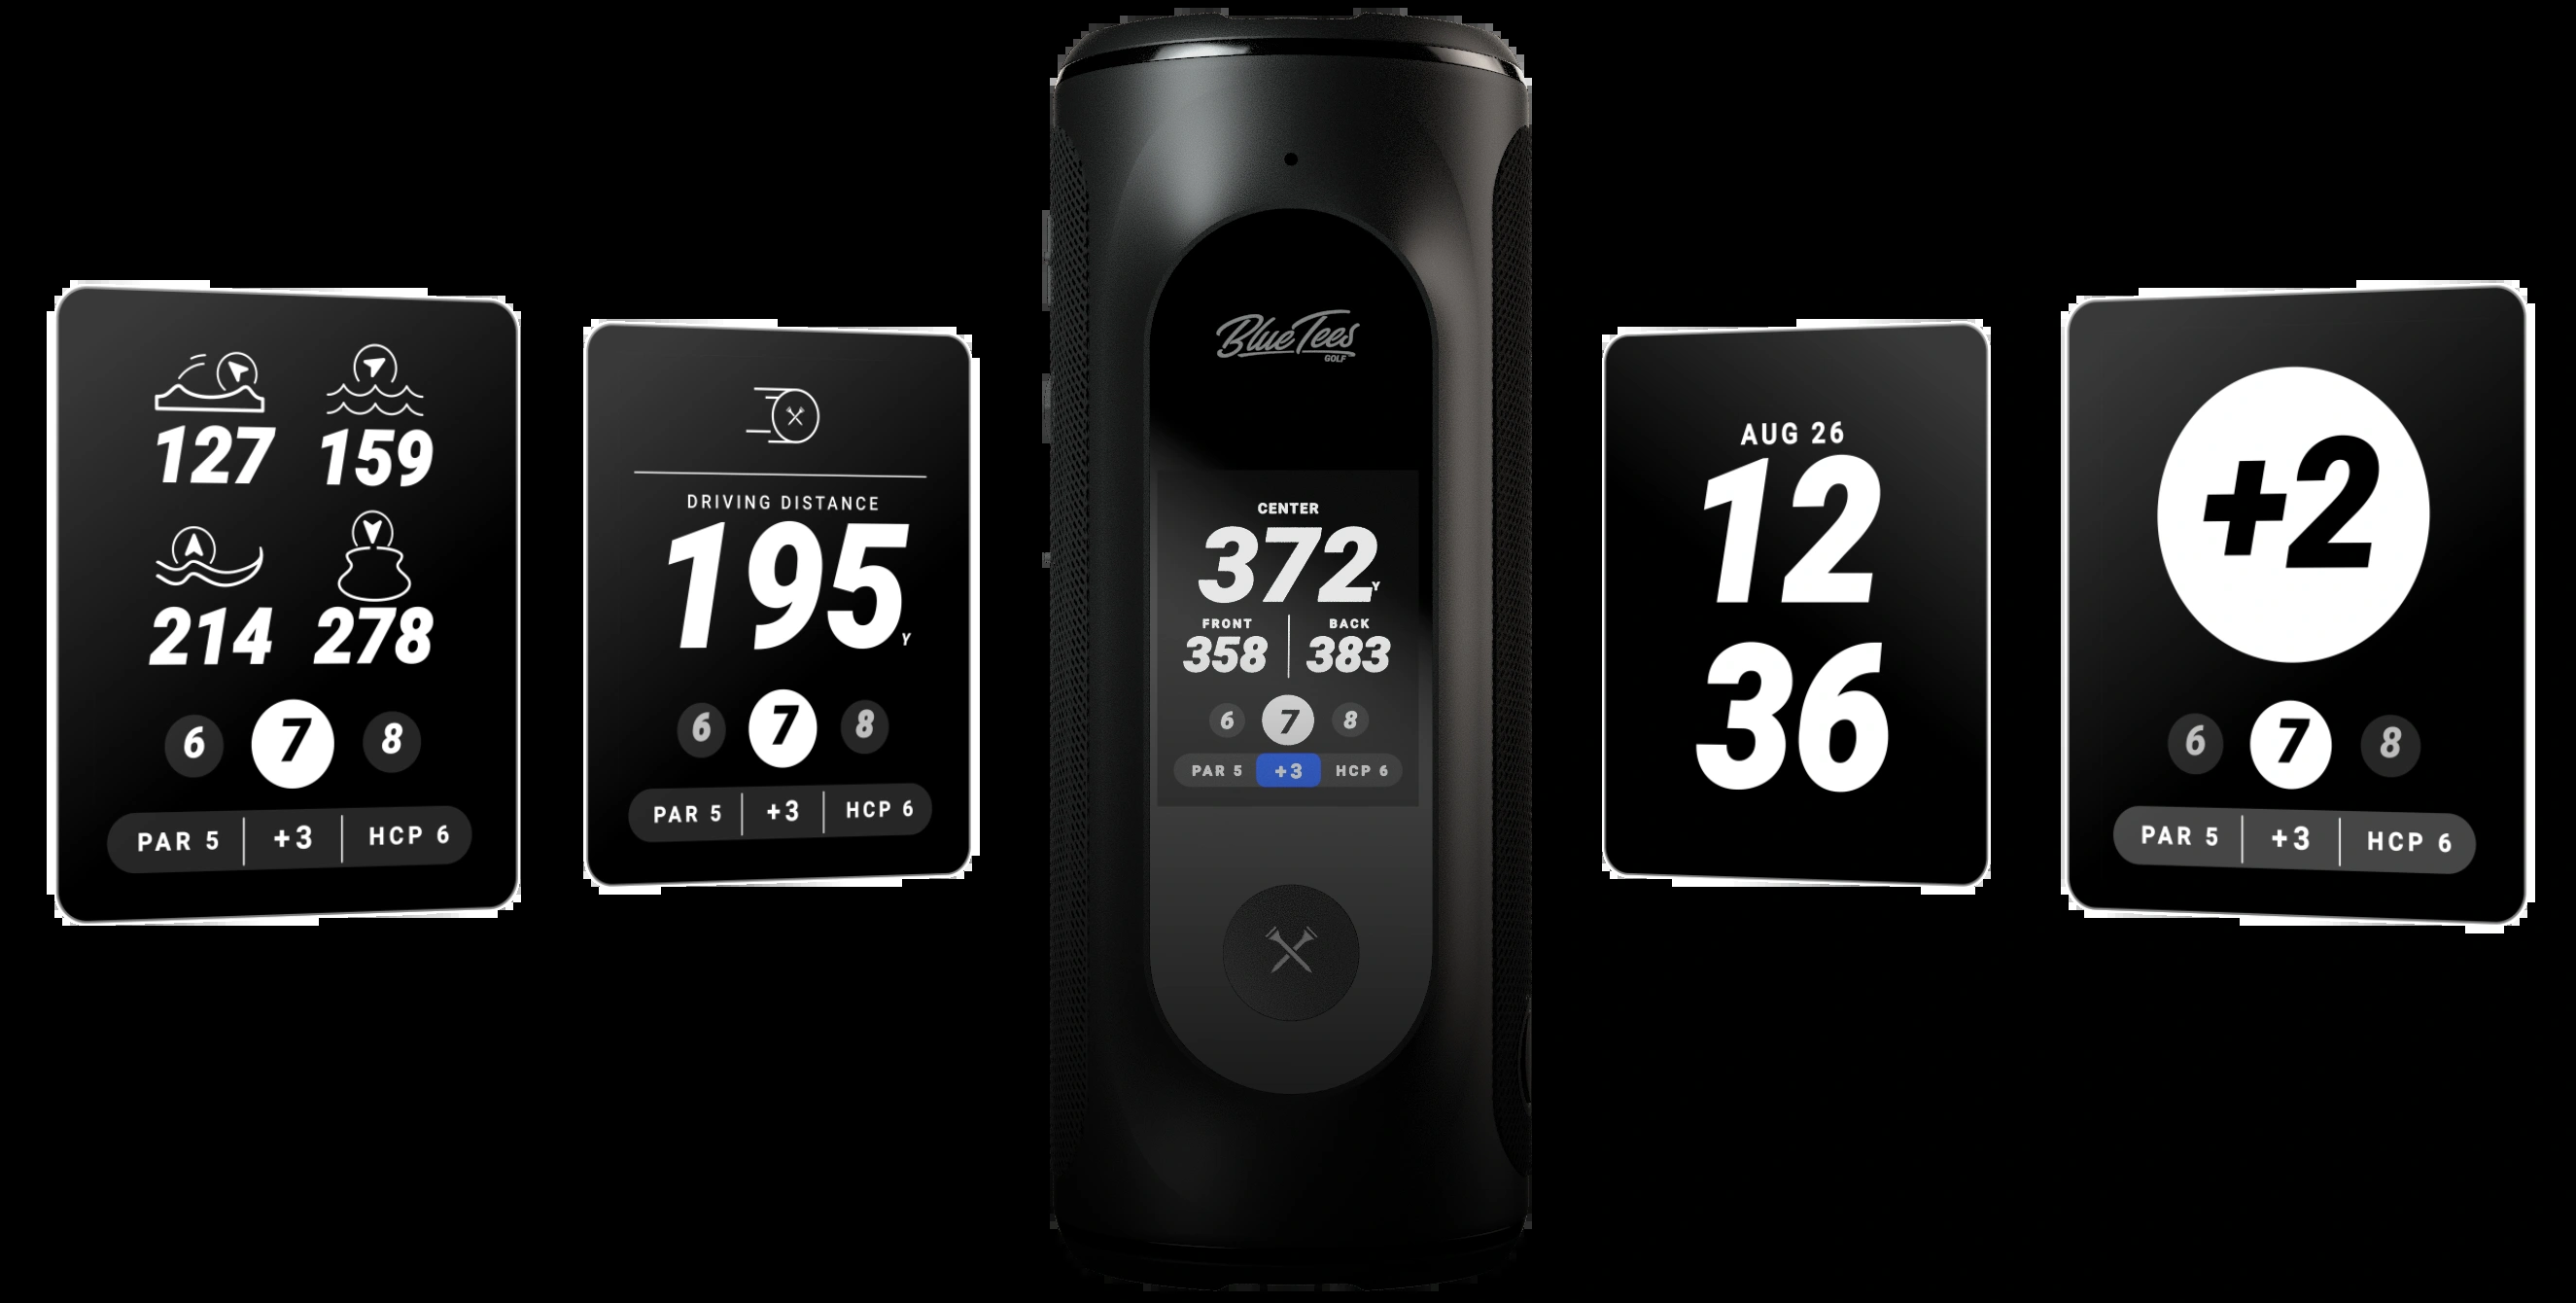 127 159
214 278
6 7 8
PAR 5 +3 HCP 6
DRIVING DISTANCE
195Y
6 7 8
PAR 5 +3 HCP 6
Blue Tees
GOLF
CENTER
372Y
FRONT BACK
358 383
6 7 8
PAR 5 +3 HCP 6
AUG 26
12
36
+2
6 7 8
PAR 5 +3 HCP 6